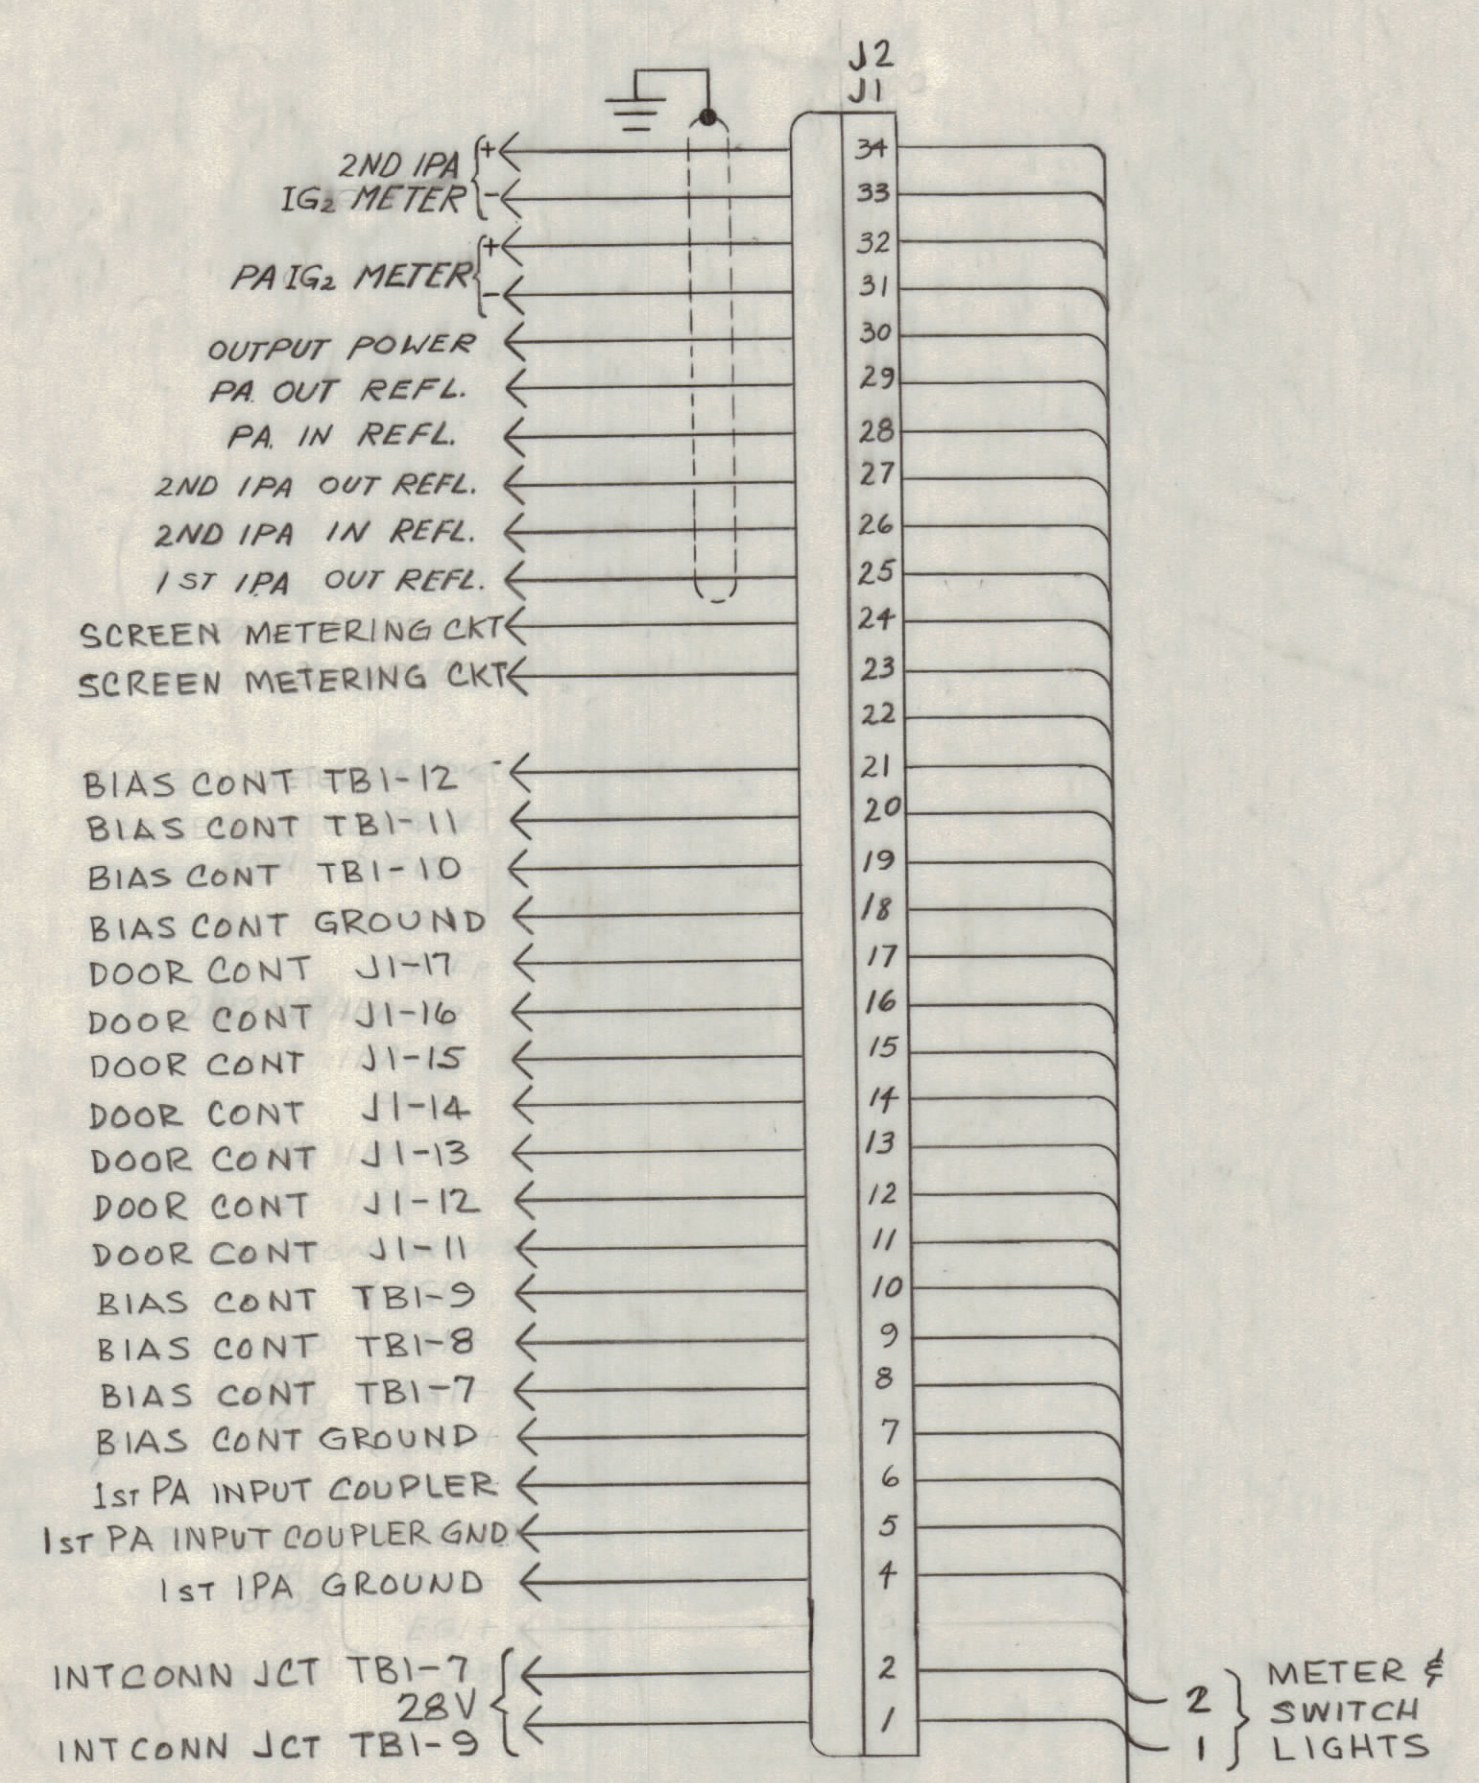 J2
J1
2ND IPA + 34
IG2 METER - 33
+ 32
PA IG2 METER
- 31
OUTPUT POWER 30
PA OUT REFL. 29
PA. IN REFL. 28
2ND IPA OUT REFL. 27
2ND IPA IN REFL. 26
1ST IPA OUT REFL. 25
SCREEN METERING CKT 24
SCREEN METERING CKT 23
22
BIAS CONT TB1-12 21
BIAS CONT TB1-11 20
BIAS CONT TB1-10 19
BIAS CONT GROUND 18
DOOR CONT J1-17 17
DOOR CONT J1-16 16
DOOR CONT J1-15 15
DOOR CONT J1-14 14
DOOR CONT J1-13 13
DOOR CONT J1-12 12
DOOR CONT J1-11 11
BIAS CONT TB1-9 10
BIAS CONT TB1-8 9
BIAS CONT TB1-7 8
BIAS CONT GROUND 7
1ST PA INPUT COUPLER 6
1ST PA INPUT COUPLER GND 5
1ST IPA GROUND 4
INTCONN JCT TB1-7 2 METER &
28V 2 SWITCH
INTCONN JCT TB1-9 1 1 LIGHTS